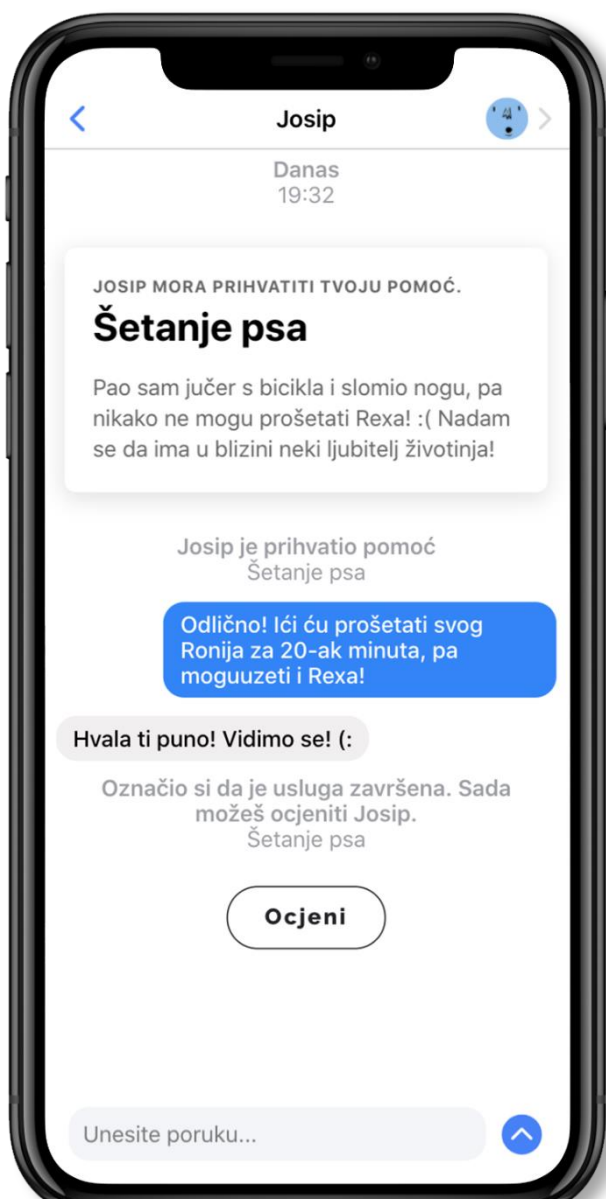 Josip
Danas
19:32
JOSIP MORA PRIHVATITI TVOJU POMOĆ.
Šetanje psa
Pao sam jučer s bicikla i slomio nogu, pa
nikako ne mogu prošetati Rexa! :( Nadam
se da ima u blizini neki ljubitelj životinja!
Josip je prihvatio pomoć
Šetanje psa
Odlično! Ići ću prošetati svog
Ronija za 20-ak minuta, pa
moguuzeti i Rexa!
Hvala ti puno! Vidimo se! (:
Označio si da je usluga završena. Sada
možeš ocjeniti Josip.
Šetanje psa
Ocjeni
Unesite poruku...